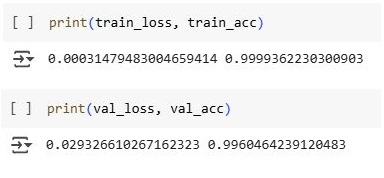 [ ] print(train_loss, train_acc)
0.00031479483004659414 0.9999362230300903
[ ] print(val_loss, val_acc)
0.029326610267162323 0.9960464239120483